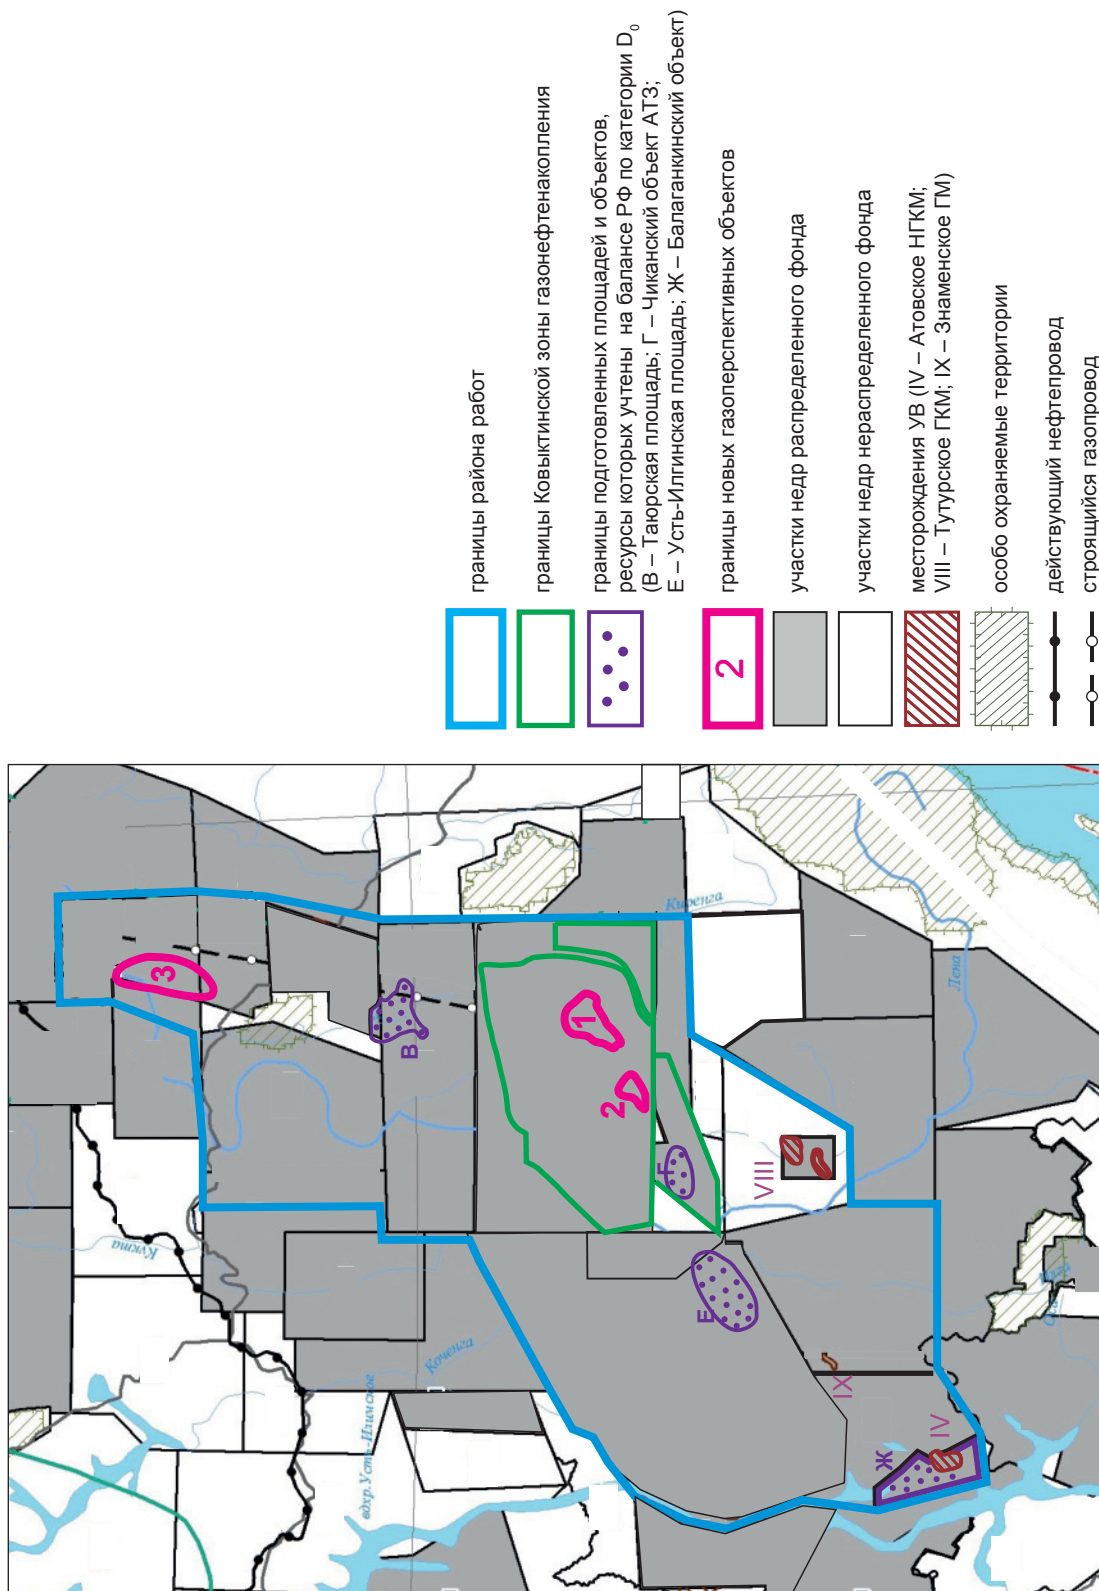 границы района работ
границы Ковыктинской зоны газонефтенакопления
границы подготовленных площадей и объектов,
ресурсы которых учтены на балансе РФ по категории D₀
(В – Таюрская площадь; Г – Чиканский объект АТЗ;
Е – Усть-Илгинская площадь; Ж – Балаганкинский объект)
2
границы новых газоперспективных объектов
участки недр распределенного фонда
участки недр нераспределенного фонда
месторождения УВ (IV – Атовское НГКМ;
VIII – Тутурское ГКМ; IX – Знаменское ГМ)
особо охраняемые территории
действующий нефтепровод
строящийся газопровод
3
В
1
2
Г
VIII
Е
IX
Ж
IV
Киренга
Лена
Кукта
Коченга
вдхр.Усть-Илимское